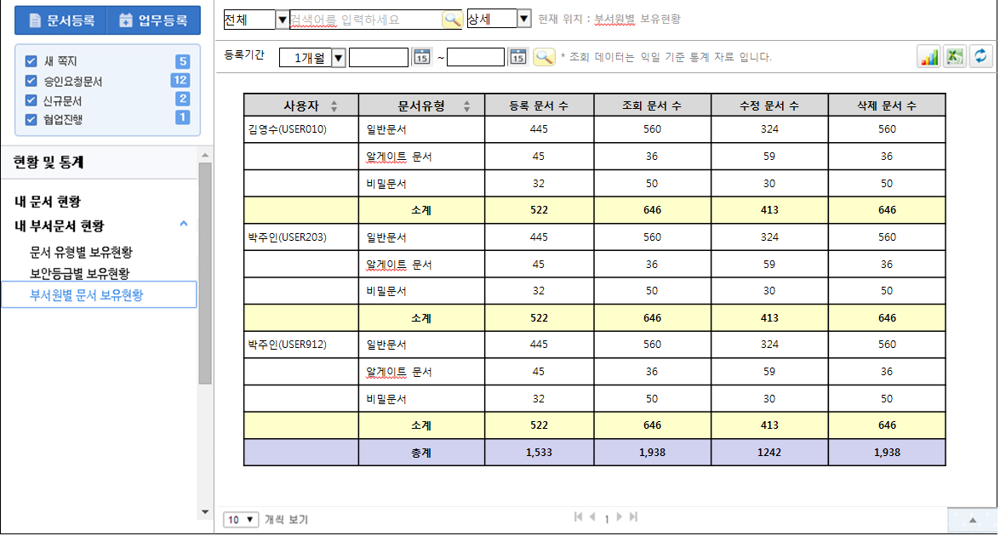 문서등록 업무등록
새 쪽지 5
승인요청문서 12
신규문서 2
협업진행 1
현황 및 통계
내 문서 현황
내 부서문서 현황
문서 유형별 보유현황
보안등급별 보유현황
부서원별 문서 보유현황
전체 검색어를 입력하세요 상세 현재 위치 : 부서원별 보유현황
등록기간 1개월 15 ~ 15 * 조회 데이터는 익일 기준 통계 자료 입니다.
사용자 문서유형 등록 문서 수 조회 문서 수 수정 문서 수 삭제 문서 수
김영수(USER010) 일반문서 445 560 324 560
알게이트 문서 45 36 59 36
비밀문서 32 50 30 50
소계 522 646 413 646
박주인(USER203) 일반문서 445 560 324 560
알게이트 문서 45 36 59 36
비밀문서 32 50 30 50
소계 522 646 413 646
박주인(USER912) 일반문서 445 560 324 560
알게이트 문서 45 36 59 36
비밀문서 32 50 30 50
소계 522 646 413 646
총계 1,533 1,938 1242 1,938
10 개씩 보기 1